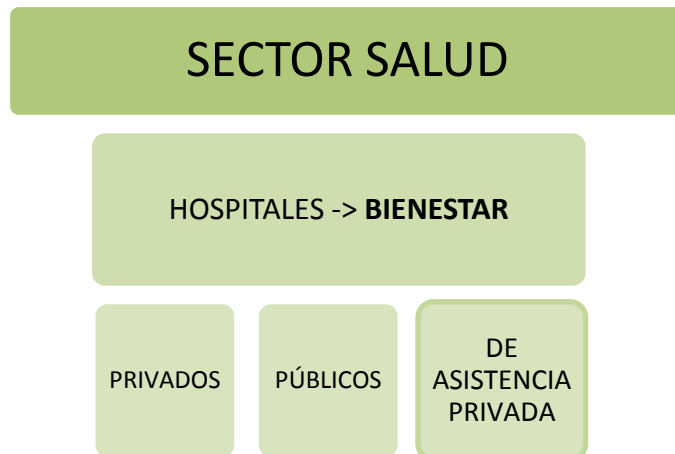 SECTOR SALUD
HOSPITALES -> BIENESTAR
PRIVADOS
PÚBLICOS
DE
ASISTENCIA
PRIVADA